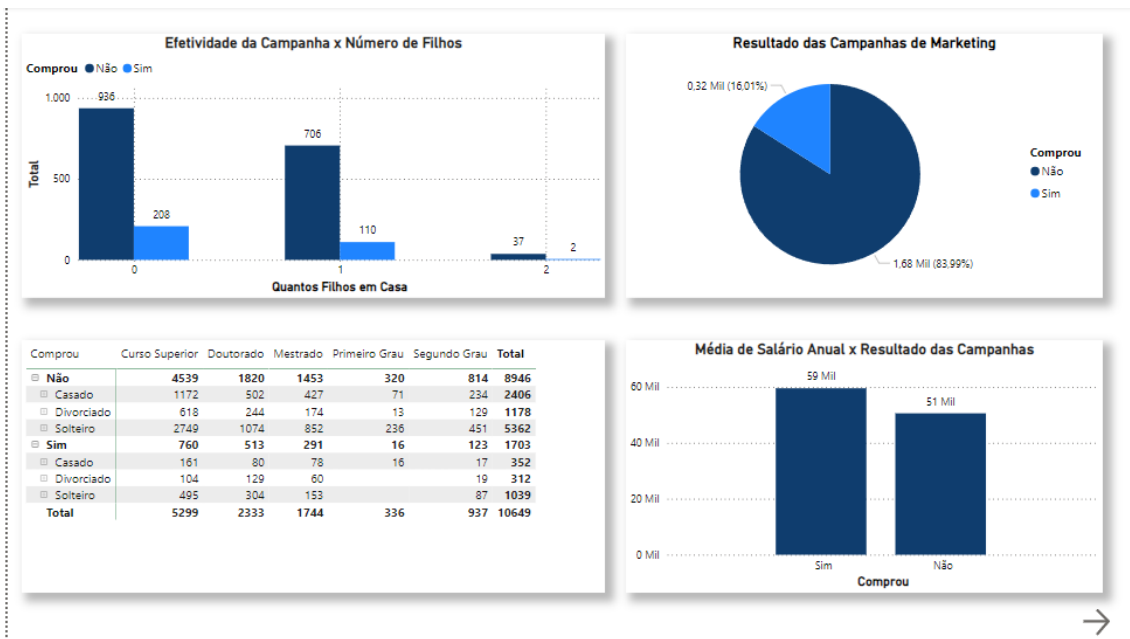 Efetividade da Campanha x Número de Filhos
Comprou Não Sim
1.000
500
0
Total
936
208
706
110
37
2
0 1 2
Quantos Filhos em Casa
Resultado das Campanhas de Marketing
0,32 Mil (16,01%)
1,68 Mil (83,99%)
Comprou
Não
Sim
Comprou Curso Superior Doutorado Mestrado Primeiro Grau Segundo Grau Total
Não 4539 1820 1453 320 814 8946
Casado 1172 502 427 71 234 2406
Divorciado 618 244 174 13 129 1178
Solteiro 2749 1074 852 236 451 5362
Sim 760 513 291 16 123 1703
Casado 161 80 78 16 17 352
Divorciado 104 129 60 19 312
Solteiro 495 304 153 87 1039
Total 5299 2333 1744 336 937 10649
Média de Salário Anual x Resultado das Campanhas
60 Mil
40 Mil
20 Mil
0 Mil
59 Mil
51 Mil
Sim Não
Comprou